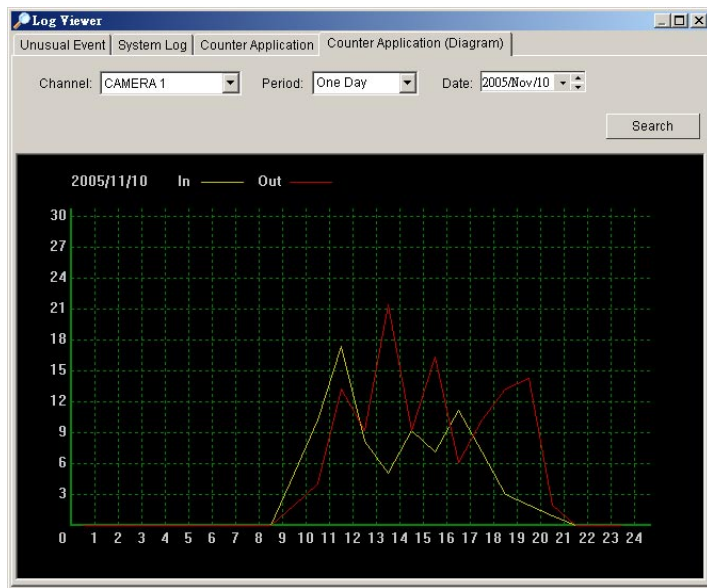 Log Viewer
Unusual Event System Log Counter Application Counter Application (Diagram)
Channel: CAMERA 1 Period: One Day Date: 2005/Nov/10
Search
2005/11/10 In Out
30
27
24
21
18
15
12
9
6
3
0 1 2 3 4 5 6 7 8 9 10 11 12 13 14 15 16 17 18 19 20 21 22 23 24